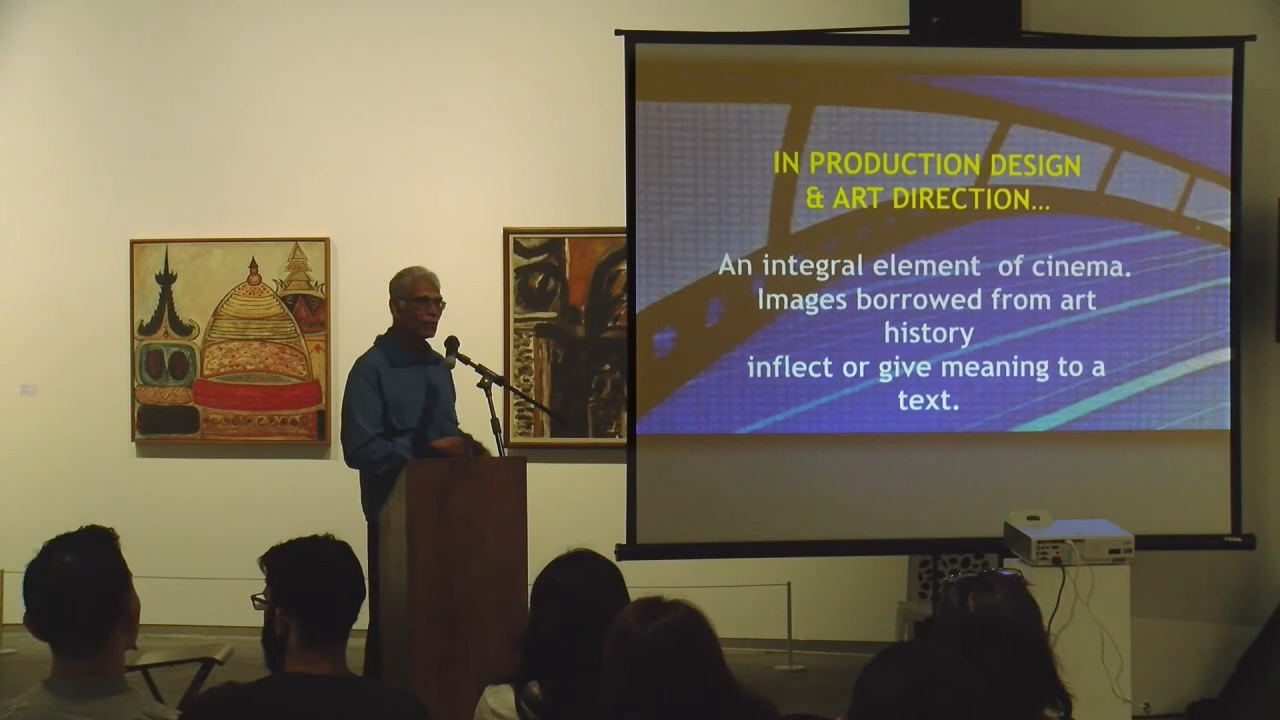 IN PRODUCTION DESIGN
& ART DIRECTION...
An integral element of cinema.
Images borrowed from art
history
inflect or give meaning to a
text.